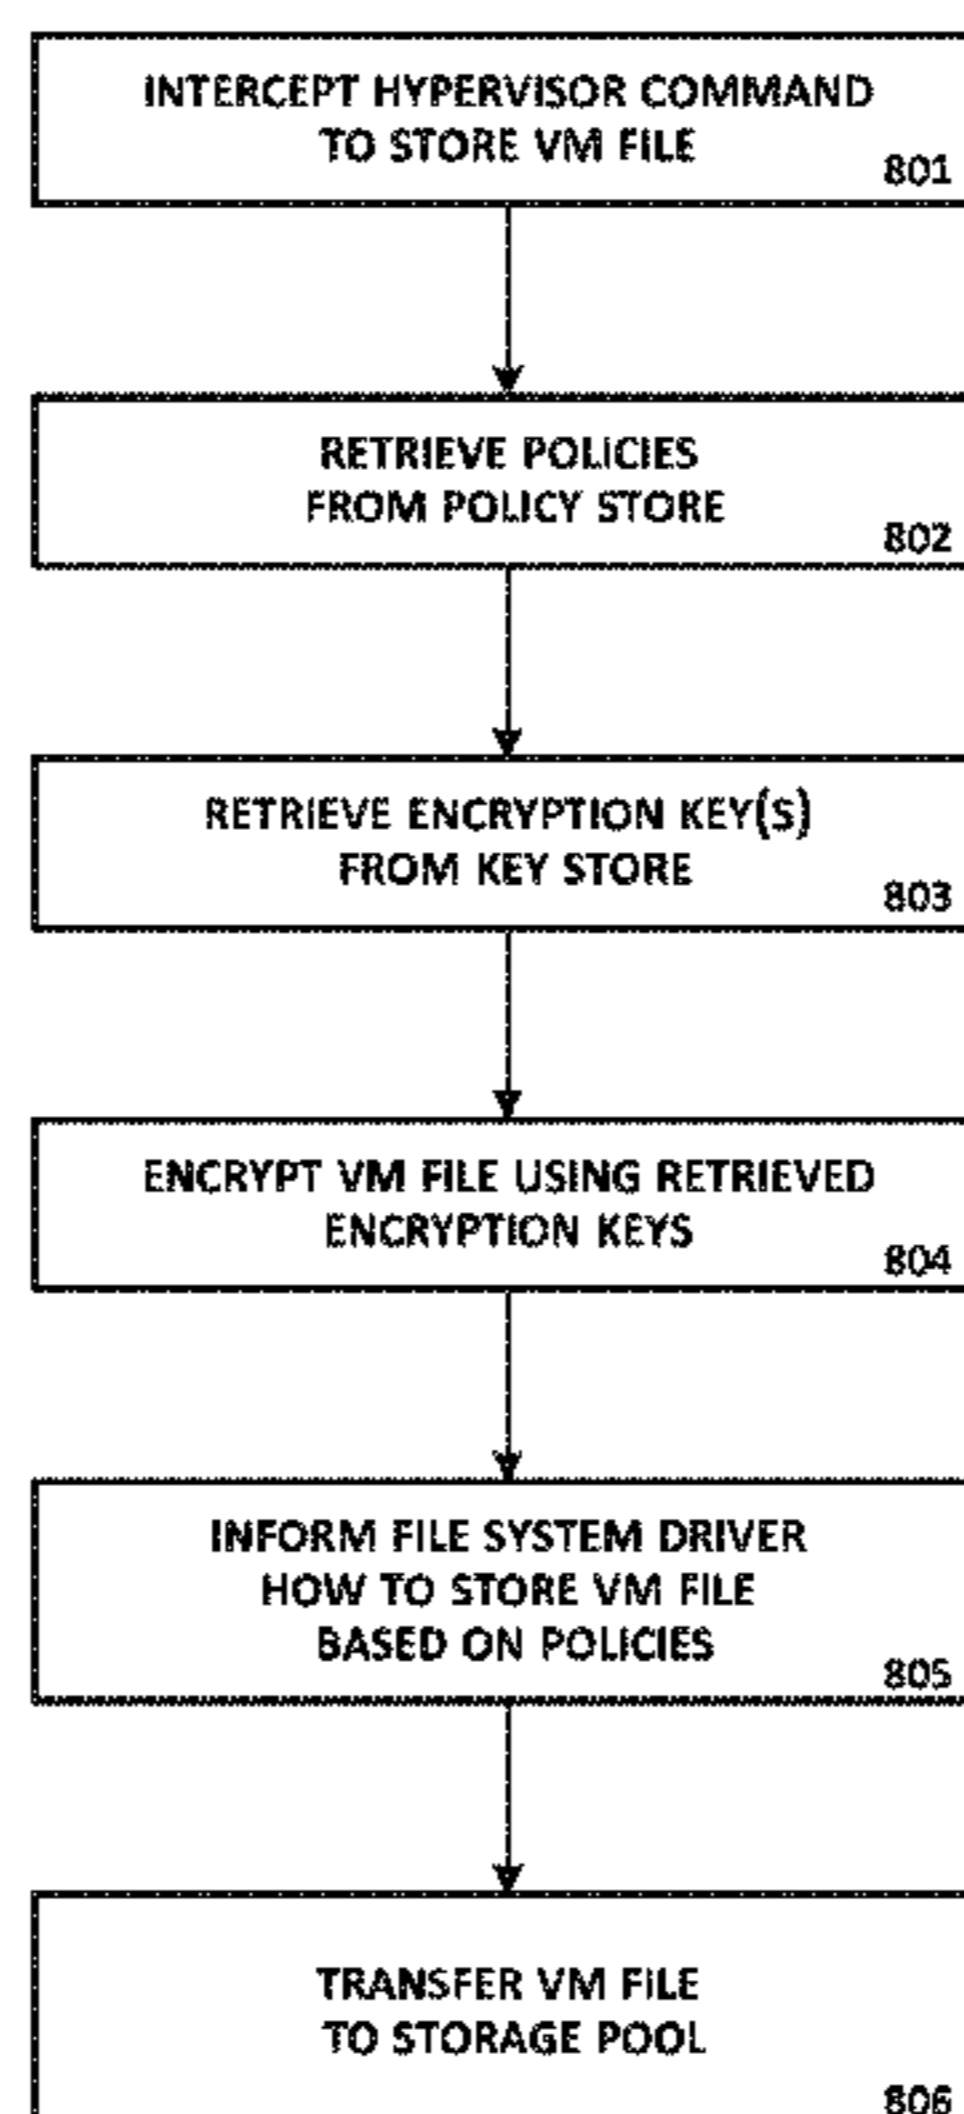 INTERCEPT HYPERVISOR COMMAND
TO STORE VM FILE
801
RETRIEVE POLICIES
FROM POLICY STORE
802
RETRIEVE ENCRYPTION KEY(S)
FROM KEY STORE
803
ENCRYPT VM FILE USING RETRIEVED
ENCRYPTION KEYS
804
INFORM FILE SYSTEM DRIVER
HOW TO STORE VM FILE
BASED ON POLICIES
805
TRANSFER VM FILE
TO STORAGE POOL
806